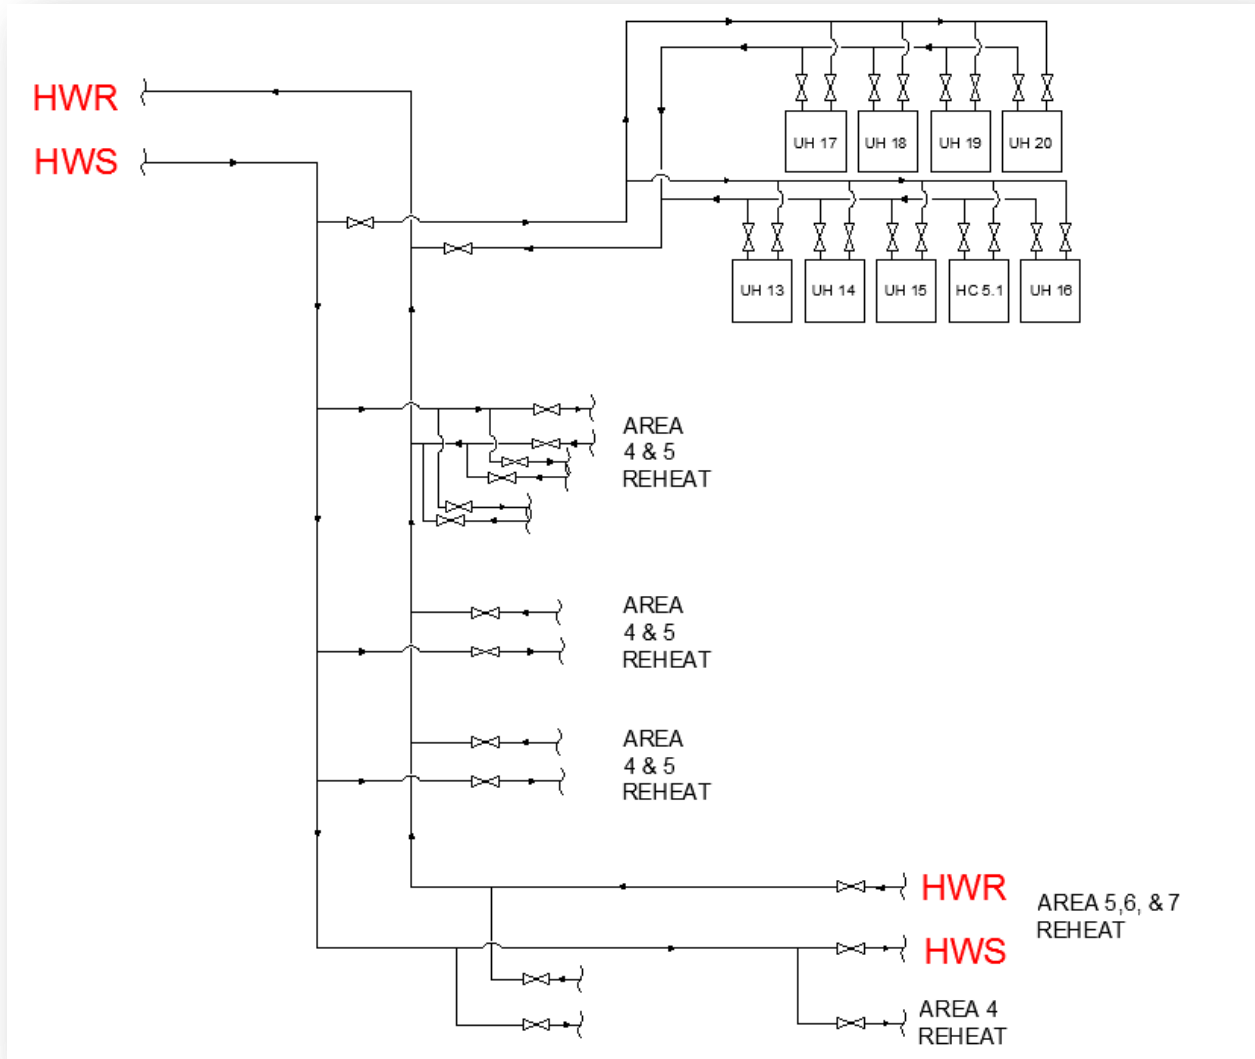 HWR
HWS
UH 17
UH 18
UH 19
UH 20
UH 13
UH 14
UH 15
HC 5.1
UH 16
AREA
4 & 5
REHEAT
AREA
4 & 5
REHEAT
AREA
4 & 5
REHEAT
HWR
AREA 5,6, & 7
REHEAT
HWS
AREA 4
REHEAT